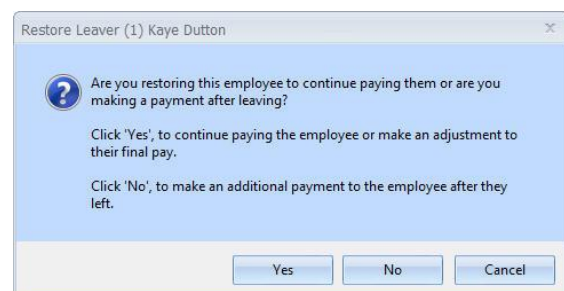 Restore Leaver (1) Kaye Dutton
x
Are you restoring this employee to continue paying them or are you
making a payment after leaving?
Click 'Yes', to continue paying the employee or make an adjustment to
their final pay.
Click 'No', to make an additional payment to the employee after they
left.
Yes No Cancel